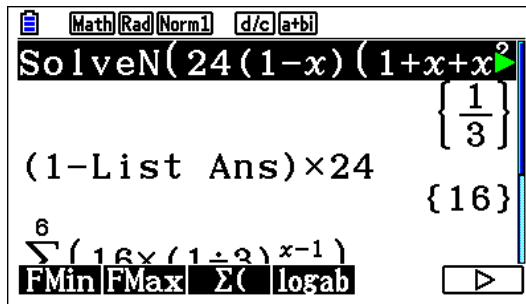 Math Rad Norm1 d/c a+bi
SolveN(24(1-x)(1+x+x²
{1/3}
(1-List Ans)×24
{16}
6
Σ(16×(1÷3)^x-1)
FMin FMax Σ( logab